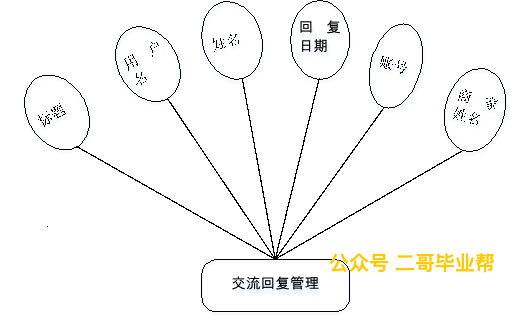 标题
用户
名
姓名
回复
日期
账号
商家
姓名
公众号 二哥毕业帮
交流回复管理